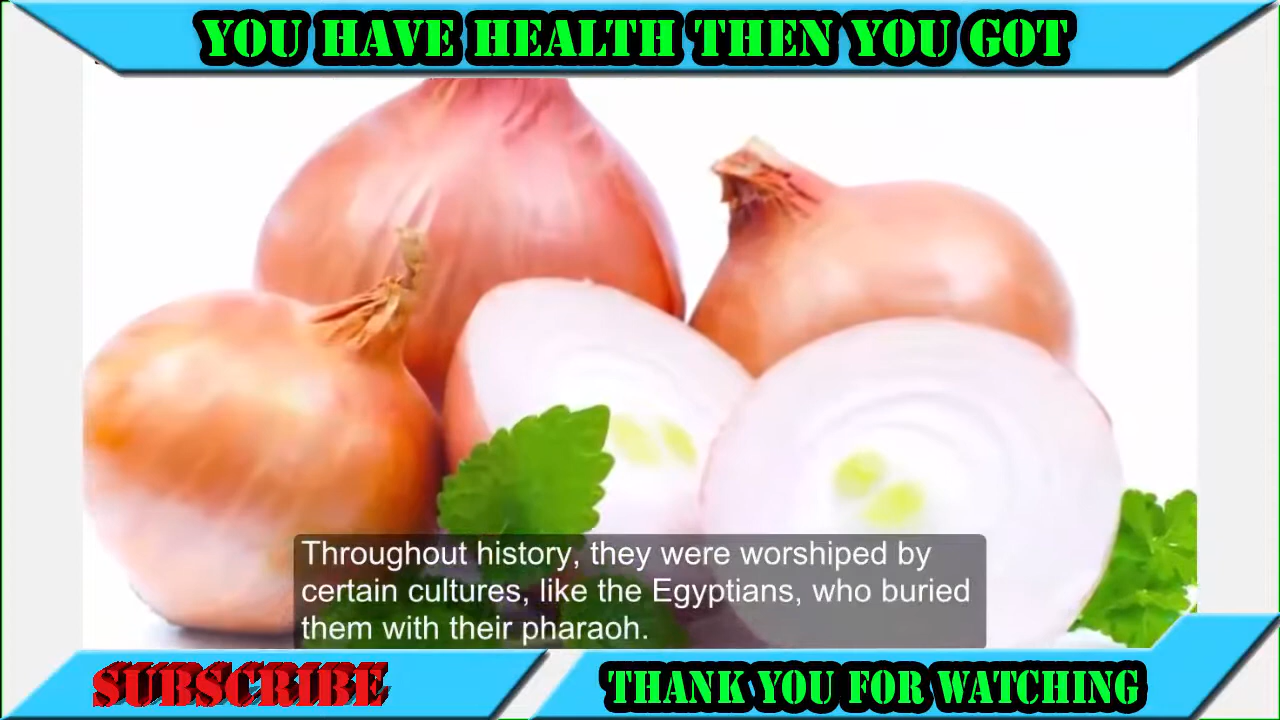 YOU HAVE HEALTH THEN YOU GOT
Throughout history, they were worshiped by
certain cultures, like the Egyptians, who buried
them with their pharaoh.
SUBSCRIBE
THANK YOU FOR WATCHING